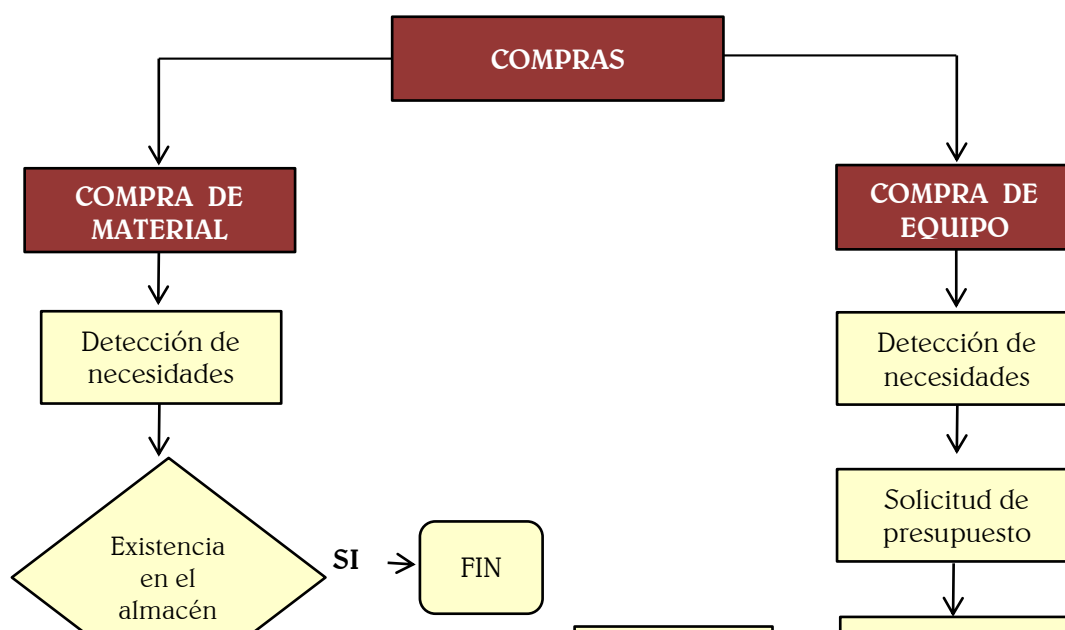 COMPRAS
COMPRA DE
MATERIAL
COMPRA DE
EQUIPO
Detección de
necesidades
Detección de
necesidades
Solicitud de
presupuesto
Existencia
en el
almacén
SI
FIN